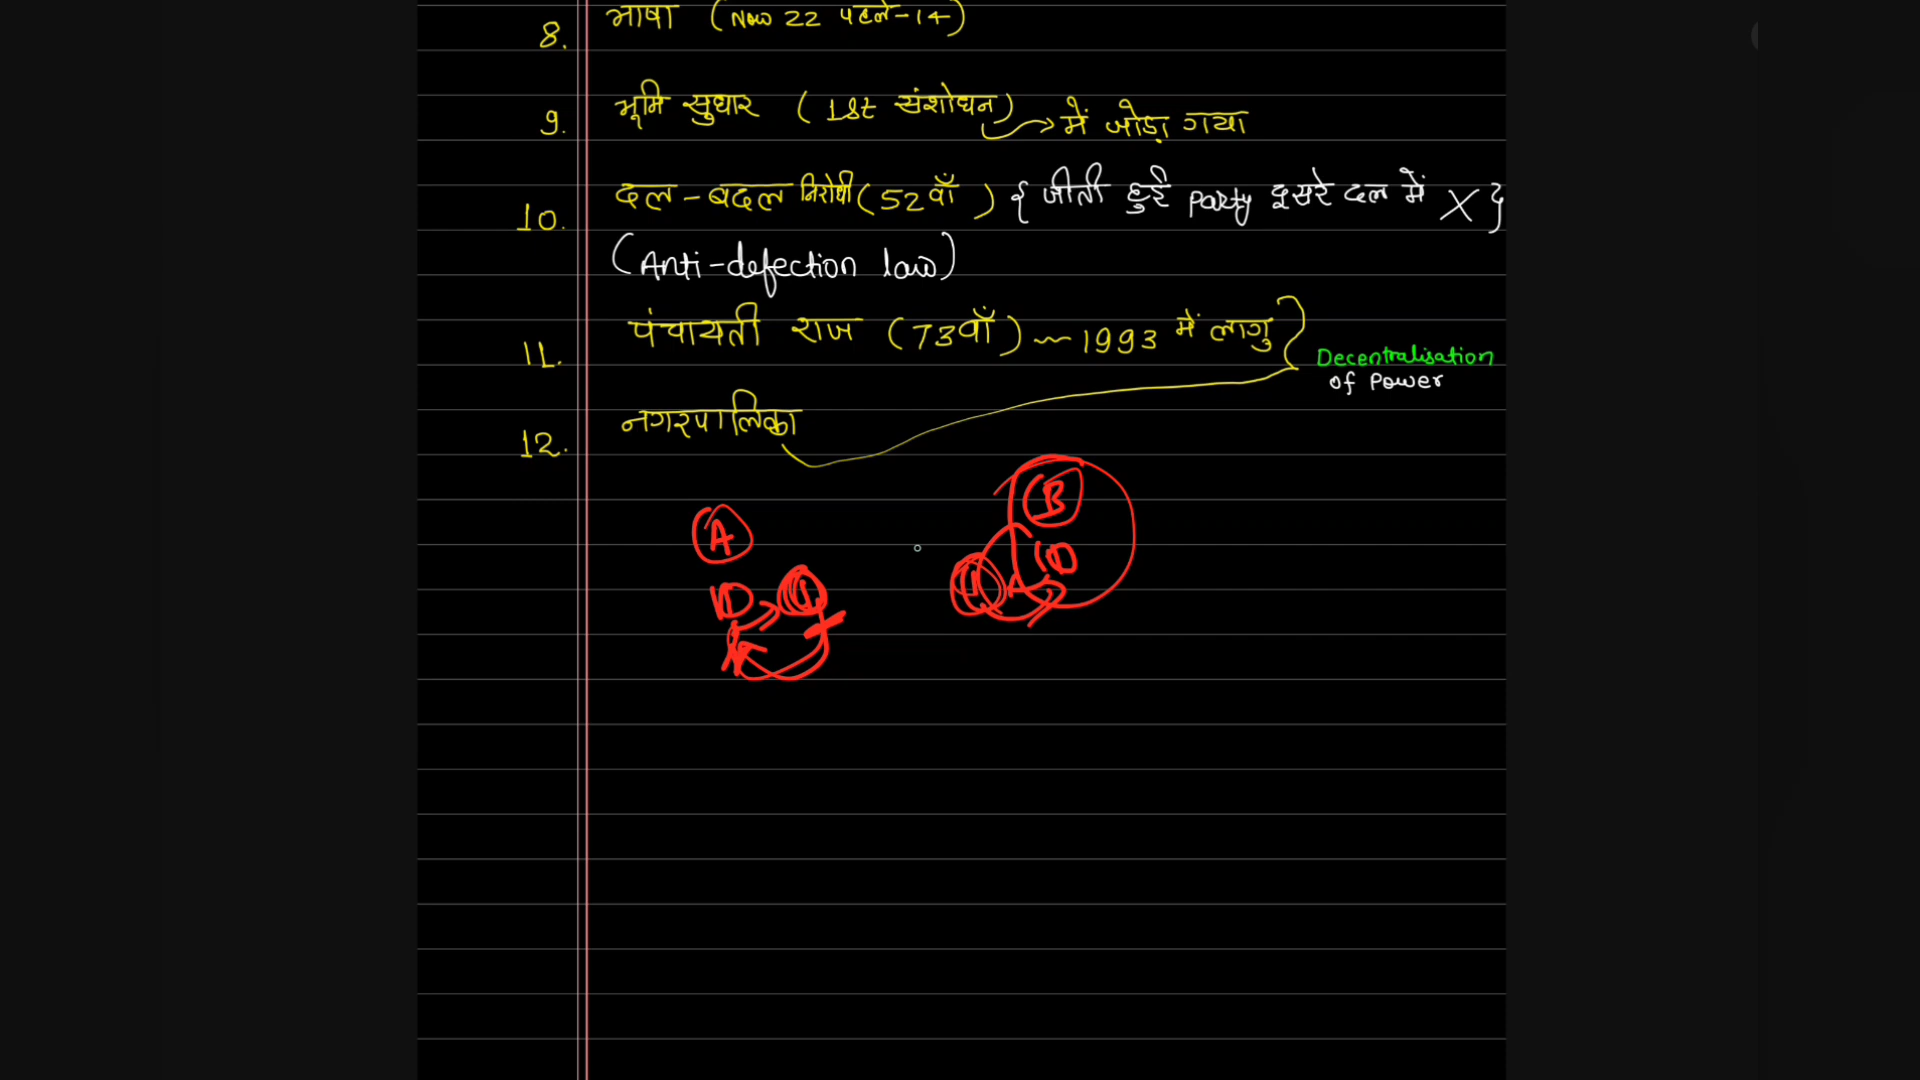 8. भाषा (Now 22 पहले-14)
9. भूमि सुधार (1st संशोधन) में जोड़ा गया
10. दल-बदल विरोधी (52वाँ) { जीती हुई party दूसरे दल में X }
(Anti-defection law)
11. पंचायती राज (73वाँ) 1993 में लागु
Decentralisation
of Power
12. नगरपालिका
A
B
10